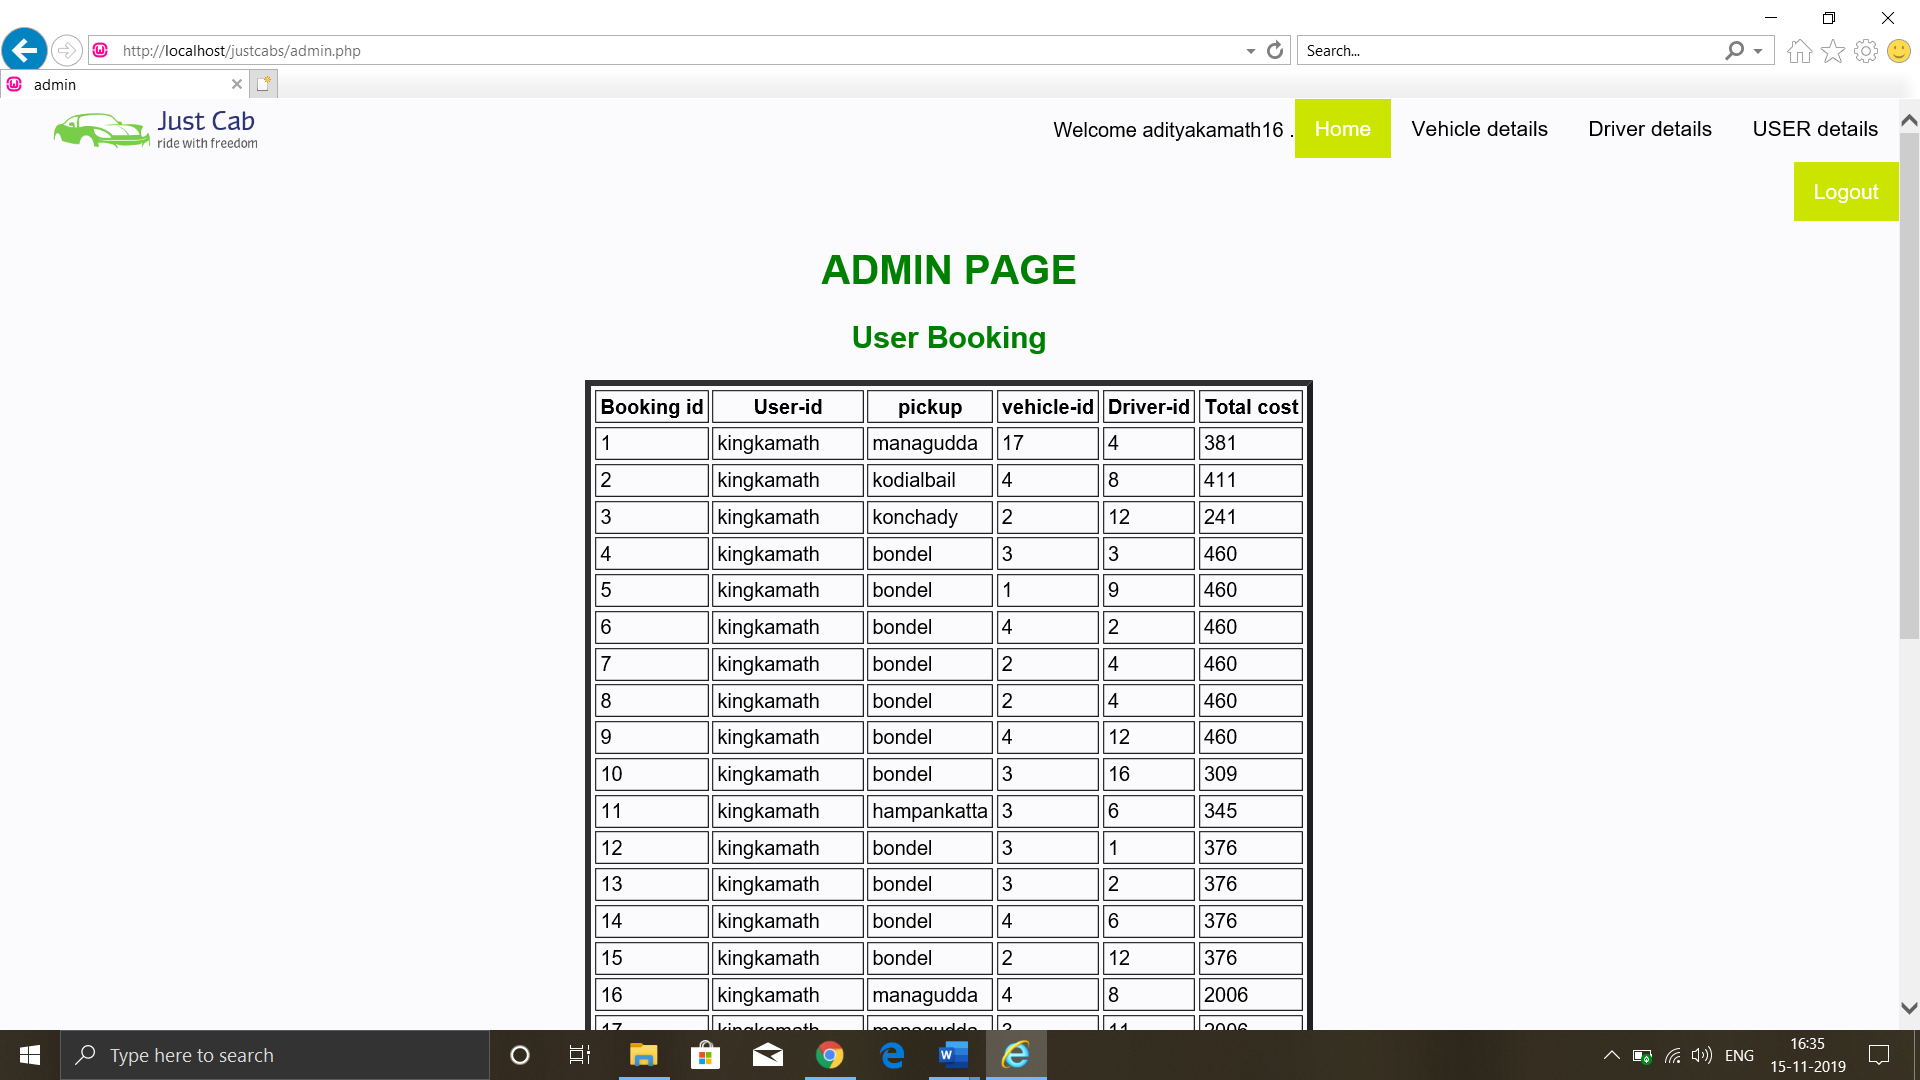 http://localhost/justcabs/admin.php
Search...
admin
Just Cab
ride with freedom
Welcome adityakamath16 . Home Vehicle details Driver details USER details
Logout
ADMIN PAGE
User Booking
Booking id User-id pickup vehicle-id Driver-id Total cost
1 kingkamath managudda 17 4 381
2 kingkamath kodialbail 4 8 411
3 kingkamath konchady 2 12 241
4 kingkamath bondel 3 3 460
5 kingkamath bondel 1 9 460
6 kingkamath bondel 4 2 460
7 kingkamath bondel 2 4 460
8 kingkamath bondel 2 4 460
9 kingkamath bondel 4 12 460
10 kingkamath bondel 3 16 309
11 kingkamath hampankatta 3 6 345
12 kingkamath bondel 3 1 376
13 kingkamath bondel 3 2 376
14 kingkamath bondel 4 6 376
15 kingkamath bondel 2 12 376
16 kingkamath managudda 4 8 2006
17 kingkamath managudda 3 11 2006
Type here to search
ENG
16:35
15-11-2019